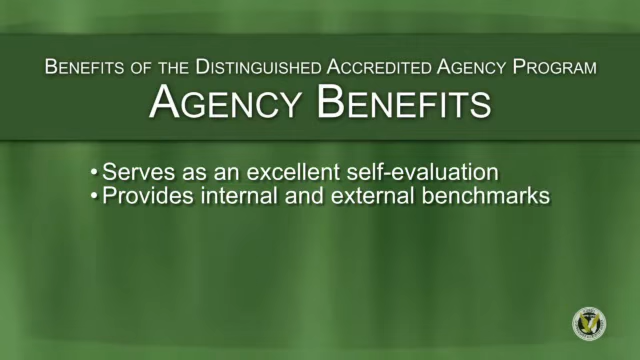 Benefits of the Distinguished Accredited Agency Program
Agency Benefits
• Serves as an excellent self-evaluation
• Provides internal and external benchmarks